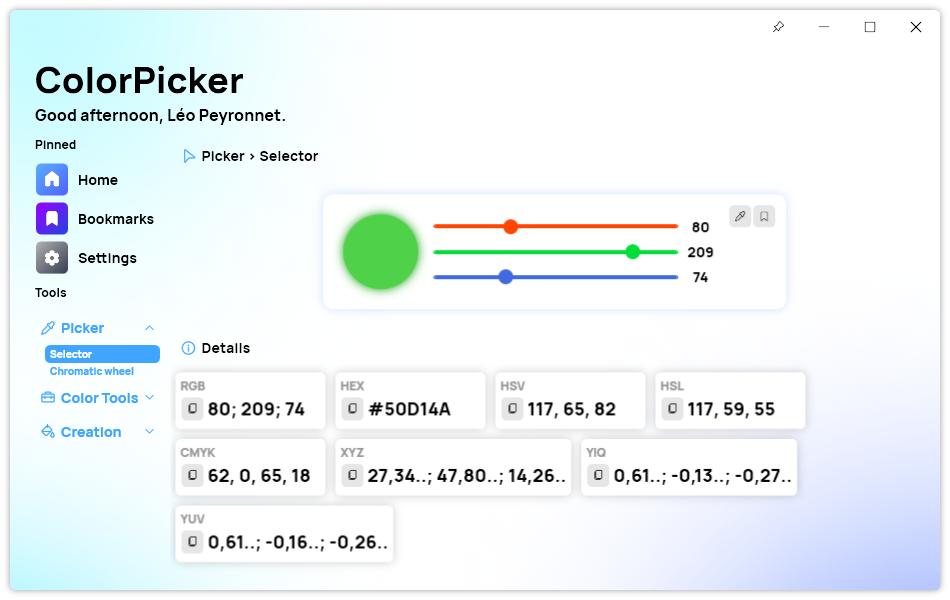 ColorPicker
Good afternoon, Léo Peyronnet.
Pinned
Home
Bookmarks
Settings
Tools
Picker
Selector
Chromatic wheel
Color Tools
Creation
Picker > Selector
80
209
74
Details
RGB
80; 209; 74
HEX
#50D14A
HSV
117, 65, 82
HSL
117, 59, 55
CMYK
62, 0, 65, 18
XYZ
27,34..; 47,80..; 14,26..
YIQ
0,61..; -0,13..; -0,27..
YUV
0,61..; -0,16..; -0,26..